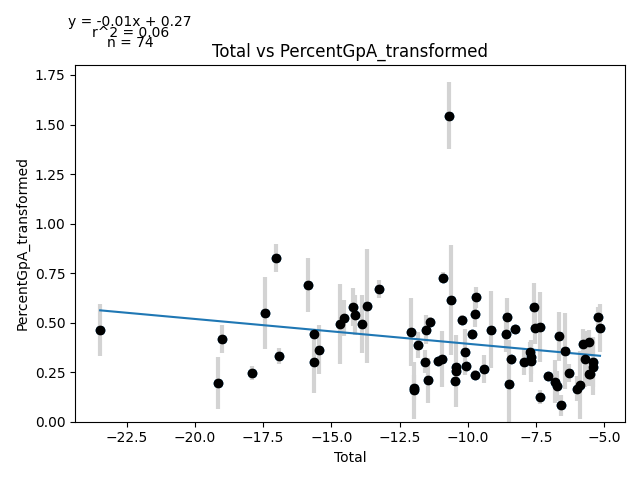 y = -0.01x + 0.27
r^2 = 0.06
n = 74
Total vs PercentGpA_transformed
1.75
1.50
1.25
1.00
0.75
0.50
0.25
0.00
PercentGpA_transformed
−22.5 −20.0 −17.5 −15.0 −12.5 −10.0 −7.5 −5.0
Total